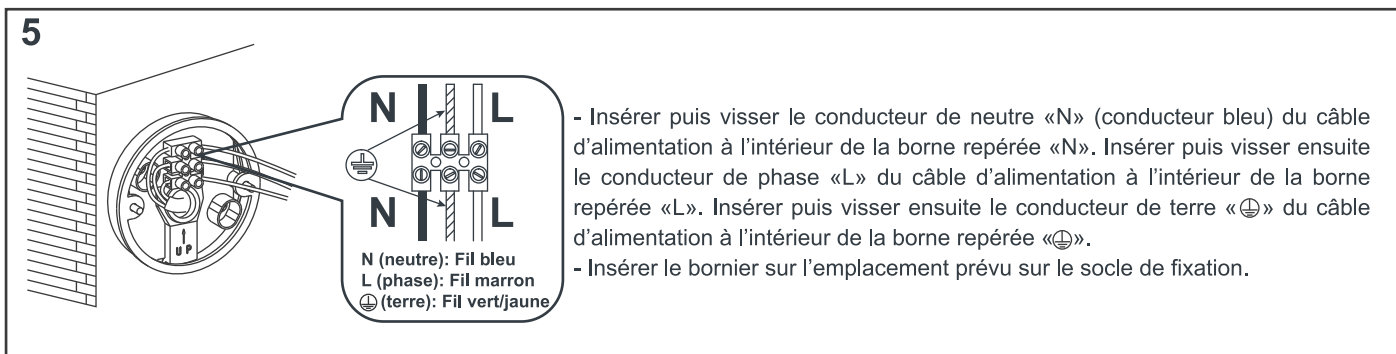 5
N L
N L
UP
N (neutre): Fil bleu
L (phase): Fil marron
⏚ (terre): Fil vert/jaune
- Insérer puis visser le conducteur de neutre «N» (conducteur bleu) du câble
d'alimentation à l'intérieur de la borne repérée «N». Insérer puis visser ensuite
le conducteur de phase «L» du câble d'alimentation à l'intérieur de la borne
repérée «L». Insérer puis visser ensuite le conducteur de terre «⏚» du câble
d'alimentation à l'intérieur de la borne repérée «⏚».
- Insérer le bornier sur l'emplacement prévu sur le socle de fixation.